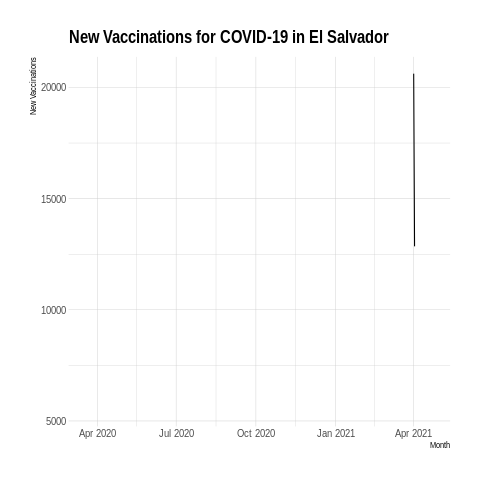 New Vaccinations for COVID-19 in El Salvador
New Vaccinations
20000
15000
10000
5000
Apr 2020 Jul 2020 Oct 2020 Jan 2021 Apr 2021
Month